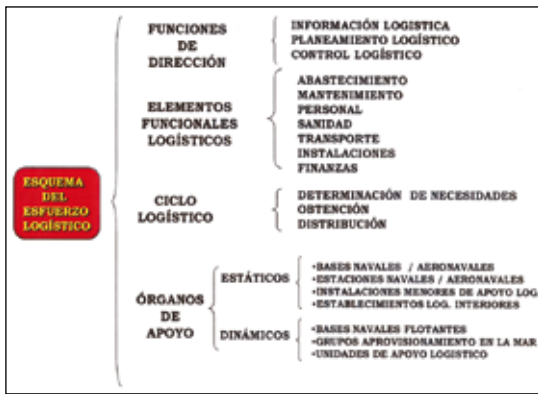 FUNCIONES
DE
DIRECCIÓN
INFORMACIÓN LOGISTICA
PLANEAMIENTO LOGÍSTICO
CONTROL LOGÍSTICO
ELEMENTOS
FUNCIONALES
LOGÍSTICOS
ABASTECIMIENTO
MANTENIMIENTO
PERSONAL
SANIDAD
TRANSPORTE
INSTALACIONES
FINANZAS
ESQUEMA
DEL
ESFUERZO
LOGÍSTICO
CICLO
LOGÍSTICO
DETERMINACIÓN DE NECESIDADES
OBTENCIÓN
DISTRIBUCIÓN
ÓRGANOS
DE
APOYO
ESTÁTICOS
•BASES NAVALES / AERONAVALES
•ESTACIONES NAVALES / AERONAVALES
•INSTALACIONES MENORES DE APOYO LOG
•ESTABLECIMIENTOS LOG. INTERIORES
DINÁMICOS
•BASES NAVALES FLOTANTES
•GRUPOS APROVISIONAMIENTO EN LA MAR
•UNIDADES DE APOYO LOGISTICO